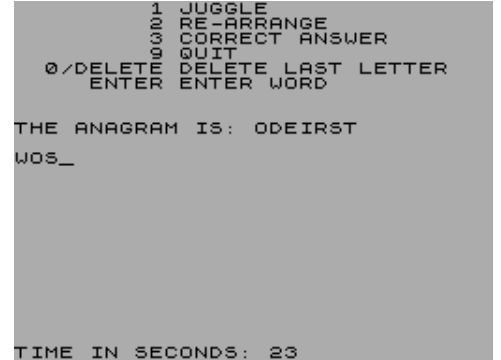 1 JUGGLE
2 RE-ARRANGE
3 CORRECT ANSWER
9 QUIT
0/DELETE DELETE LAST LETTER
ENTER ENTER WORD
THE ANAGRAM IS: ODEIRST
WOS_
TIME IN SECONDS: 23